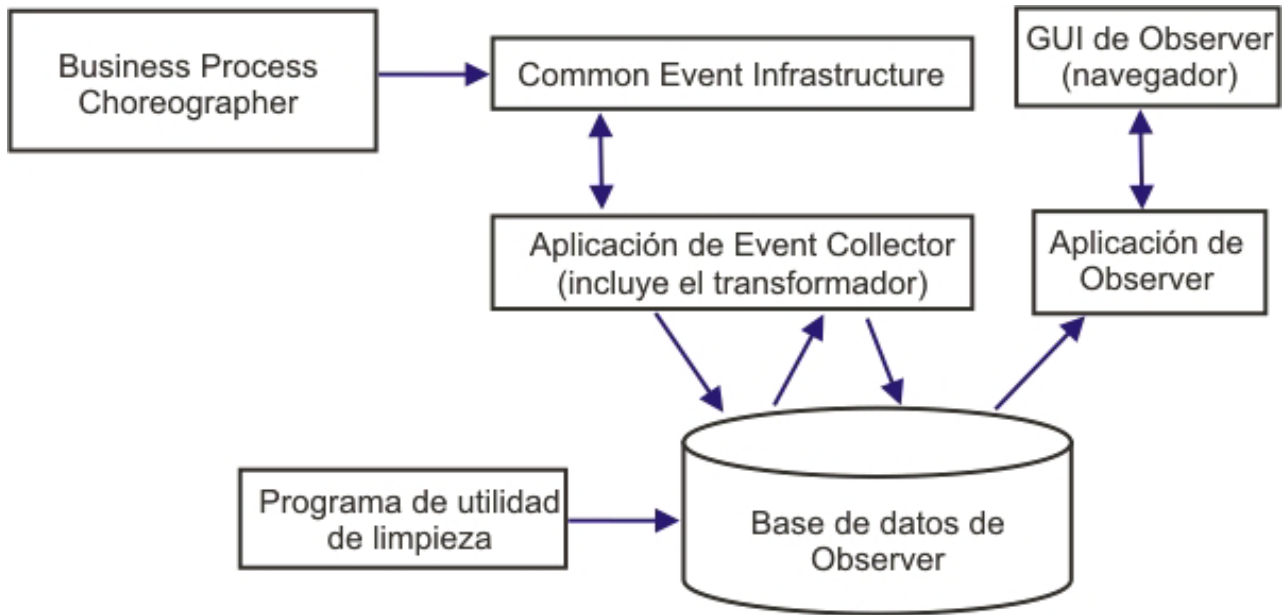 Business Process
Choreographer
Common Event Infrastructure
GUI de Observer
(navegador)
Aplicación de Event Collector
(incluye el transformador)
Aplicación de
Observer
Programa de utilidad
de limpieza
Base de datos de
Observer